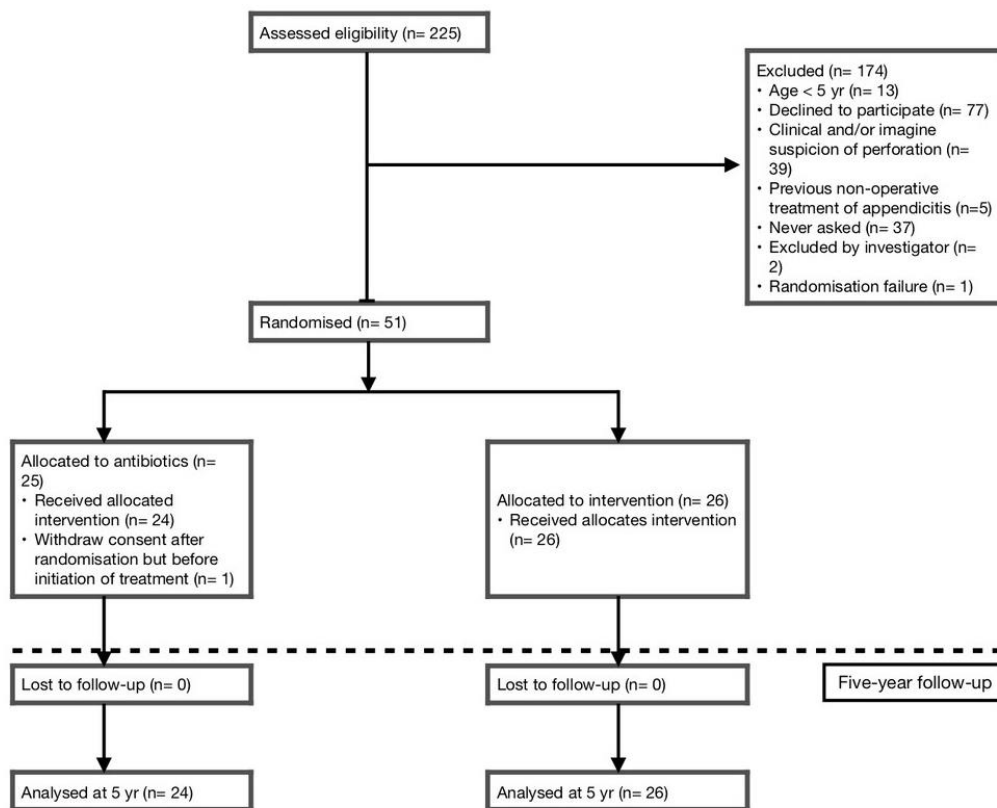 Assessed eligibility (n= 225)
Excluded (n= 174)
• Age < 5 yr (n= 13)
• Declined to participate (n= 77)
• Clinical and/or imagine
suspicion of perforation (n=
39)
• Previous non-operative
treatment of appendicitis (n=5)
• Never asked (n= 37)
• Excluded by investigator (n=
2)
• Randomisation failure (n= 1)
Randomised (n= 51)
Allocated to antibiotics (n=
25)
• Received allocated
intervention (n= 24)
• Withdraw consent after
randomisation but before
initiation of treatment (n= 1)
Allocated to intervention (n= 26)
• Received allocates intervention
(n= 26)
Lost to follow-up (n= 0)
Lost to follow-up (n= 0)
Five-year follow-up
Analysed at 5 yr (n= 24)
Analysed at 5 yr (n= 26)